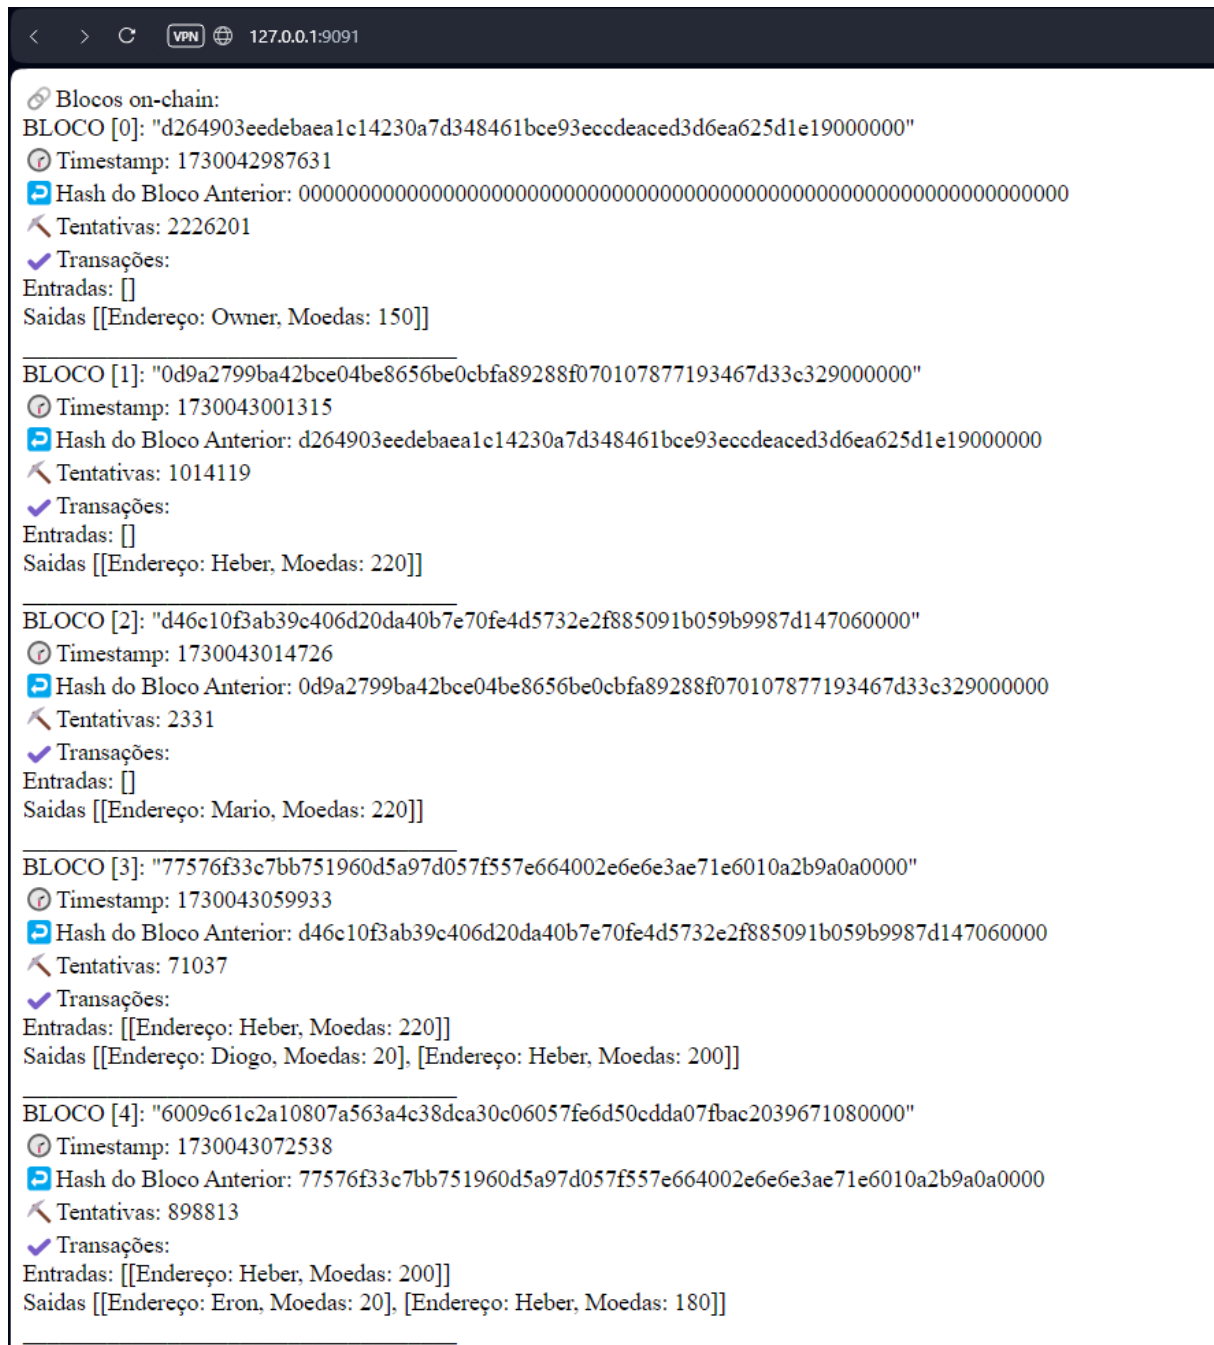 VPN 127.0.0.1:9091
Blocos on-chain:
BLOCO [0]: "d264903eedebaea1c14230a7d348461bce93eccdeaced3d6ea625d1e19000000"
Timestamp: 1730042987631
Hash do Bloco Anterior: 0000000000000000000000000000000000000000000000000000000000000000
Tentativas: 2226201
Transações:
Entradas: []
Saidas [[Endereço: Owner, Moedas: 150]]
BLOCO [1]: "0d9a2799ba42bce04be8656be0cbfa89288f070107877193467d33c329000000"
Timestamp: 1730043001315
Hash do Bloco Anterior: d264903eedebaea1c14230a7d348461bce93eccdeaced3d6ea625d1e19000000
Tentativas: 1014119
Transações:
Entradas: []
Saidas [[Endereço: Heber, Moedas: 220]]
BLOCO [2]: "d46c10f3ab39c406d20da40b7e70fe4d5732e2f885091b059b9987d147060000"
Timestamp: 1730043014726
Hash do Bloco Anterior: 0d9a2799ba42bce04be8656be0cbfa89288f070107877193467d33c329000000
Tentativas: 2331
Transações:
Entradas: []
Saidas [[Endereço: Mario, Moedas: 220]]
BLOCO [3]: "77576f33c7bb751960d5a97d057f557e664002e6e6e3ae71e6010a2b9a0a0000"
Timestamp: 1730043059933
Hash do Bloco Anterior: d46c10f3ab39c406d20da40b7e70fe4d5732e2f885091b059b9987d147060000
Tentativas: 71037
Transações:
Entradas: [[Endereço: Heber, Moedas: 220]]
Saidas [[Endereço: Diogo, Moedas: 20], [Endereço: Heber, Moedas: 200]]
BLOCO [4]: "6009c61c2a10807a563a4c38dca30c06057fe6d50cdda07fbac2039671080000"
Timestamp: 1730043072538
Hash do Bloco Anterior: 77576f33c7bb751960d5a97d057f557e664002e6e6e3ae71e6010a2b9a0a0000
Tentativas: 898813
Transações:
Entradas: [[Endereço: Heber, Moedas: 200]]
Saidas [[Endereço: Eron, Moedas: 20], [Endereço: Heber, Moedas: 180]]